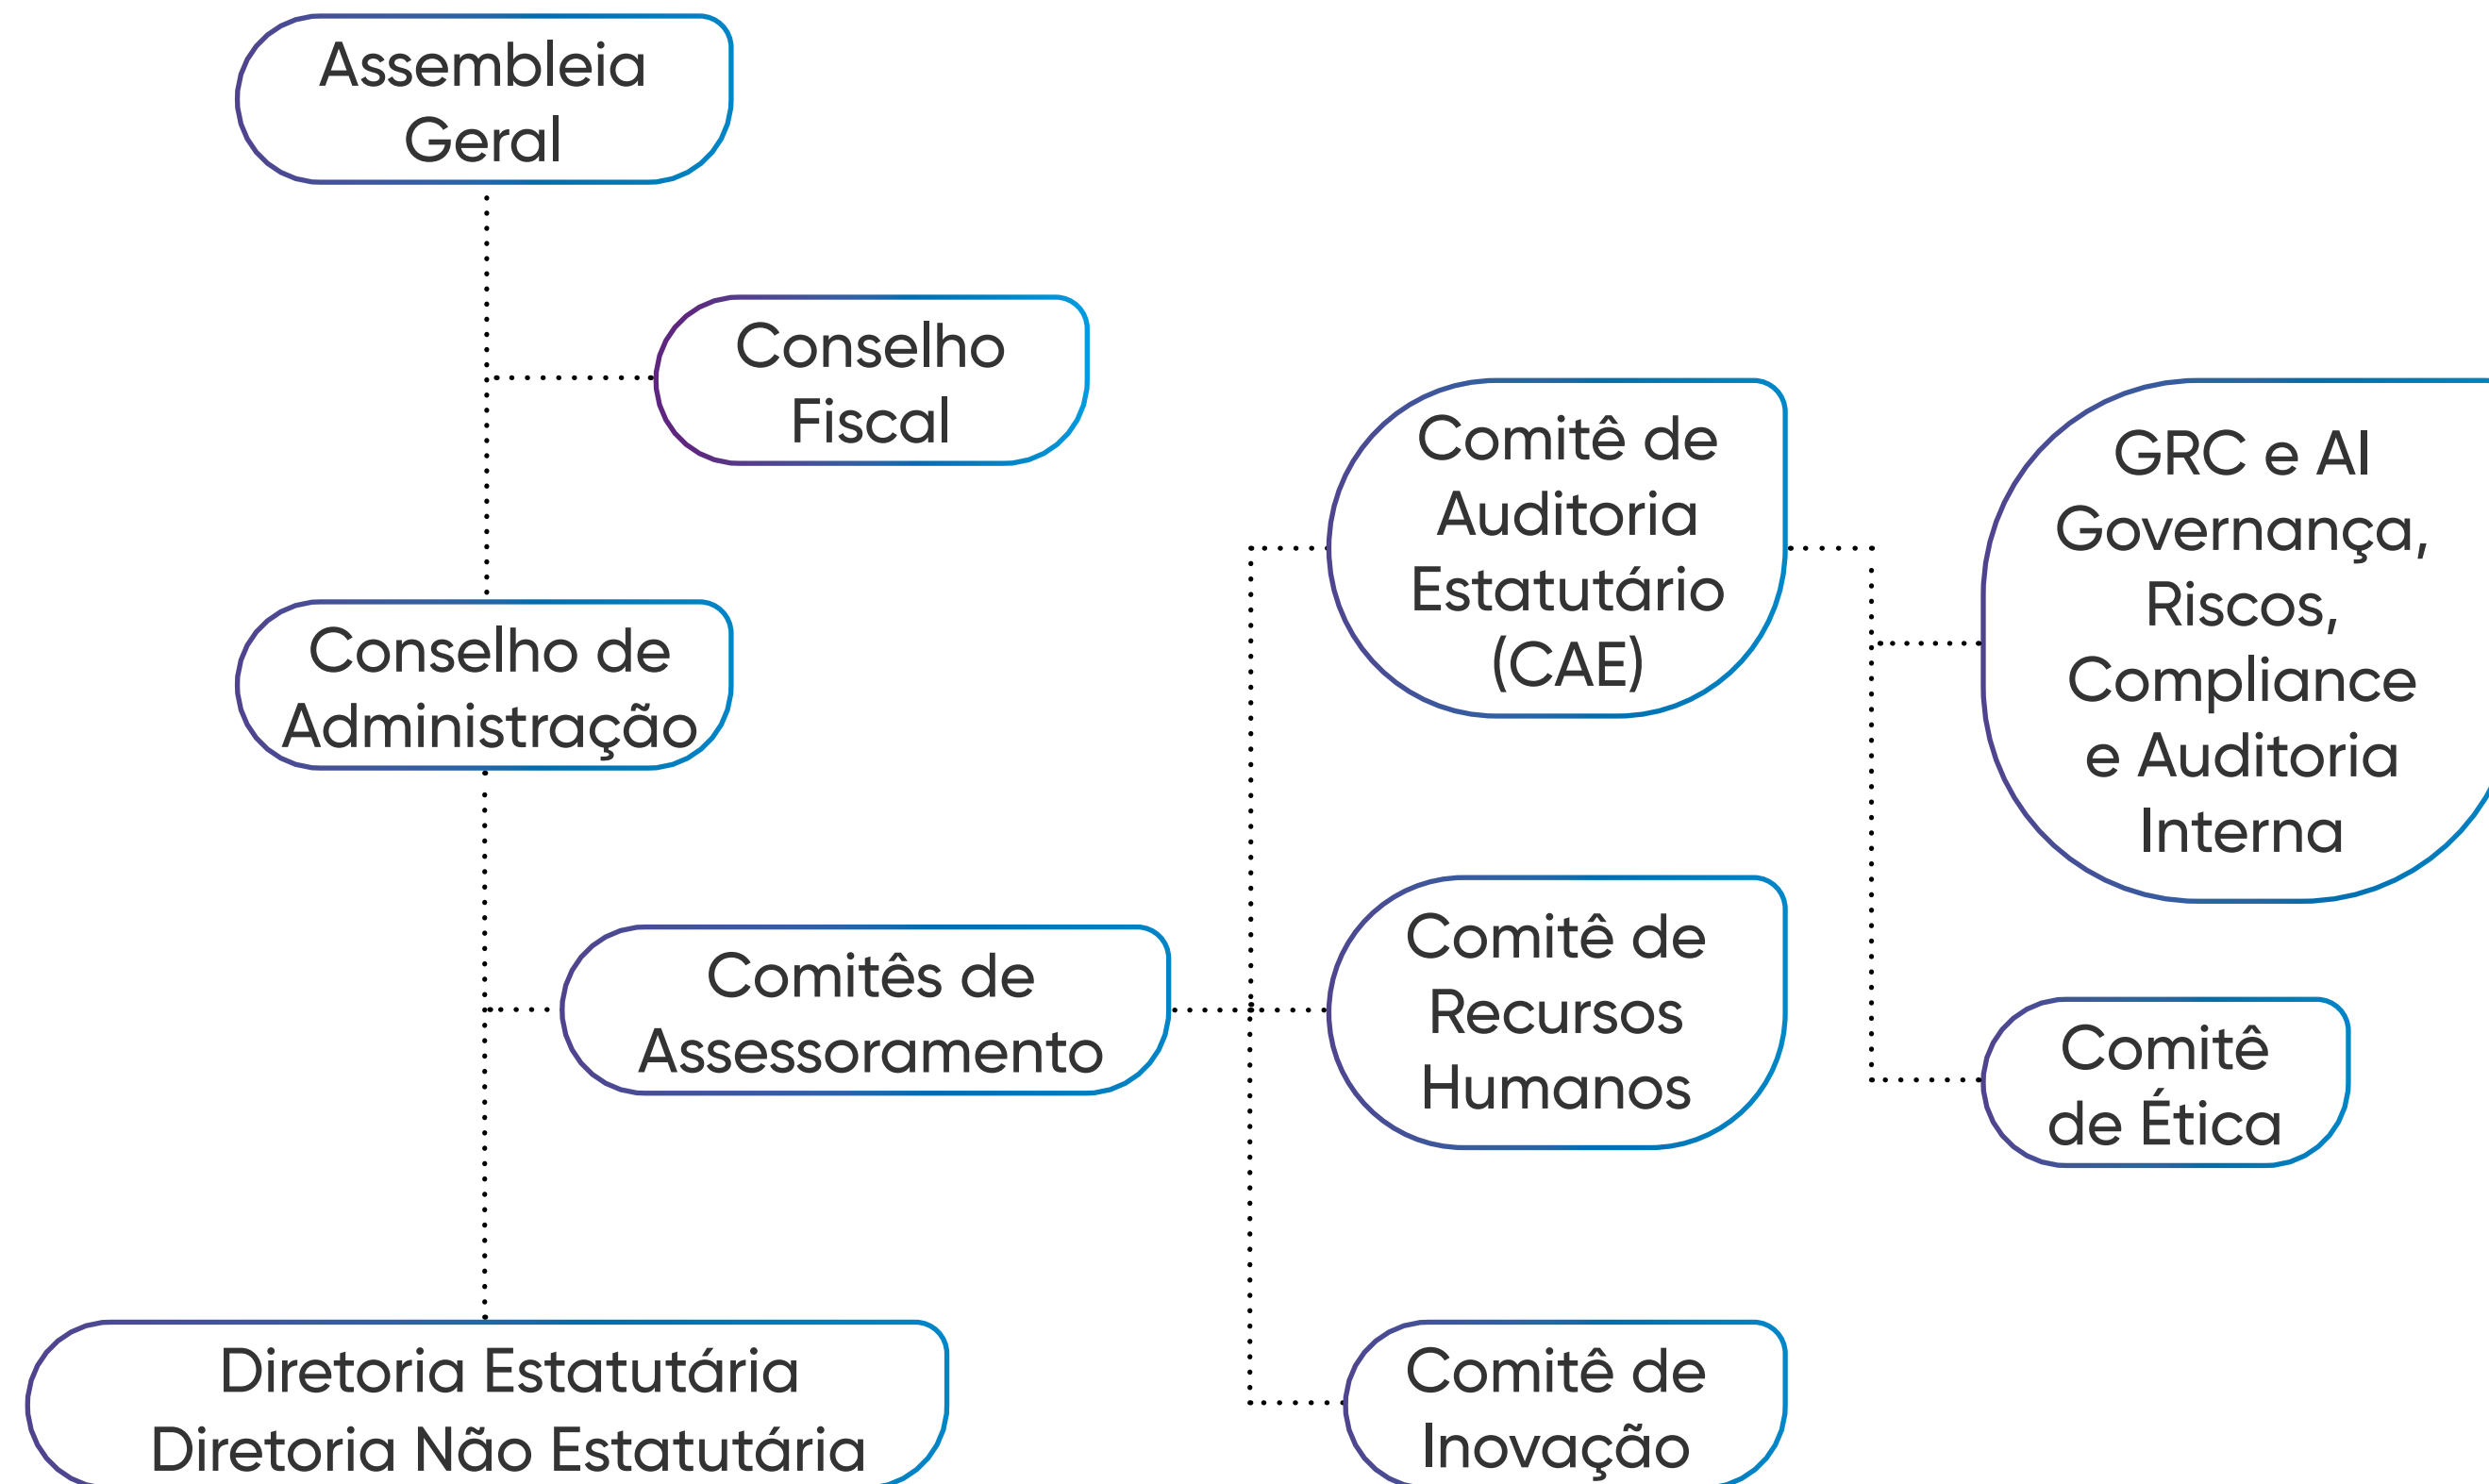 Assembleia
Geral
Conselho
Fiscal
Conselho de
Administração
Comitês de
Assessoramento
Diretoria Estatutária
Diretoria Não Estatutária
Comitê de
Auditoria
Estatutário
(CAE)
Comitê de
Recursos
Humanos
Comitê de
Inovação
GRC e AI
Governança,
Riscos,
Compliance
e Auditoria
Interna
Comitê
de Ética